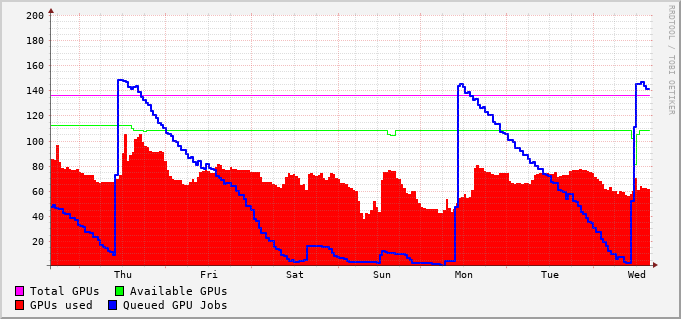 200
180
160
140
120
100
80
60
40
20
Thu Fri Sat Sun Mon Tue Wed
Total GPUs Available GPUs
GPUs used Queued GPU Jobs
RRDTOOL / TOBI OETIKER